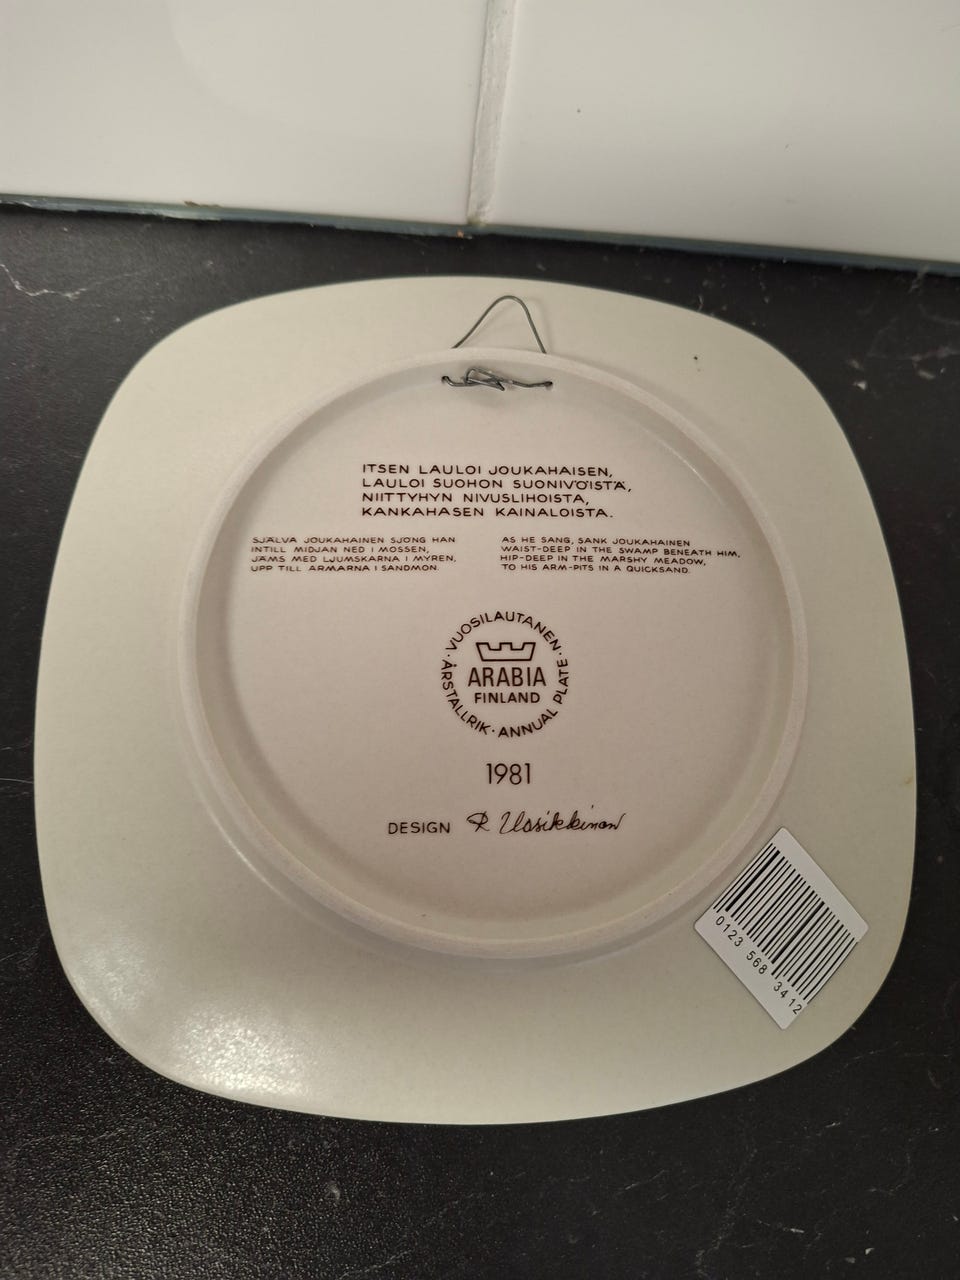 ITSEN LAULOI JOUKAHAISEN,
LAULOI SUOHON SUONIVÖISTÄ,
NIITTYHYN NIVUSLIHOISTA,
KANKAHASEN KAINALOISTA.
SJÄLVA JOUKAHAINEN SJÖNG HAN
INTILL MIDJAN NED I MOSSEN,
JÄMS MED LJUMSKARNA I MYREN,
UPP TILL ARMARNA I SANDMON.
AS HE SANG, SANK JOUKAHAINEN
WAIST-DEEP IN THE SWAMP BENEATH HIM,
HIP-DEEP IN THE MARSHY MEADOW,
TO HIS ARM-PITS IN A QUICKSAND.
VUOSILAUTANEN · ANNUAL PLATE · ÅRSTALLRIK ·
ARABIA
FINLAND
1981
DESIGN R Uosikkinen
0123 568 3412